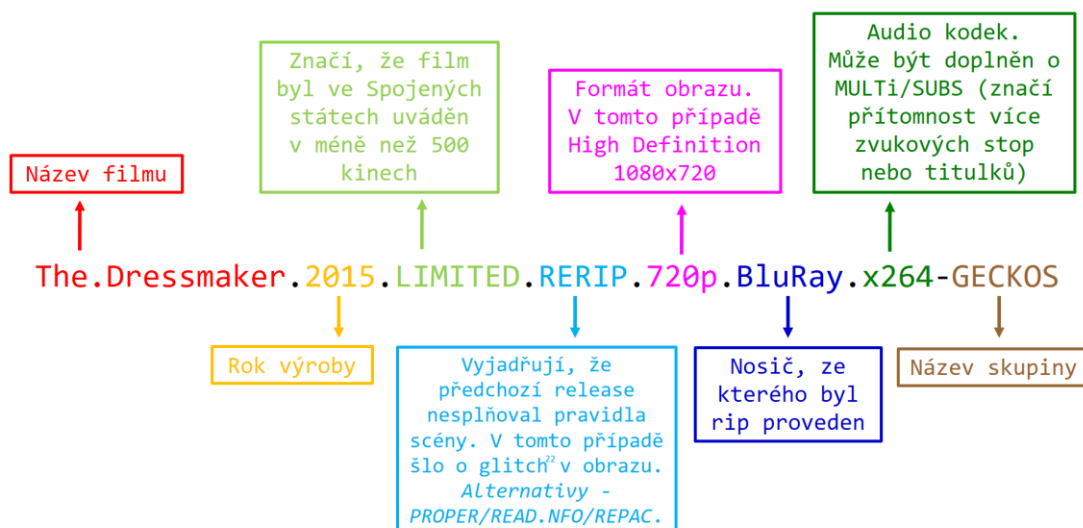 Značí, že film
byl ve Spojených
státech uváděn
v méně než 500
kinech
Formát obrazu.
V tomto případě
High Definition
1080x720
Audio kodek.
Může být doplněn o
MULTi/SUBS (značí
přítomnost více
zvukových stop
nebo titulků)
Název filmu
The.Dressmaker.2015.LIMITED.RERIP.720p.BluRay.x264-GECKOS
Rok výroby
Vyjadřují, že
předchozí release
nesplňoval pravidla
scény. V tomto případě
šlo o glitch²² v obrazu.
Alternativy -
PROPER/READ.NFO/REPAC.
Nosič, ze
kterého byl
rip proveden
Název skupiny